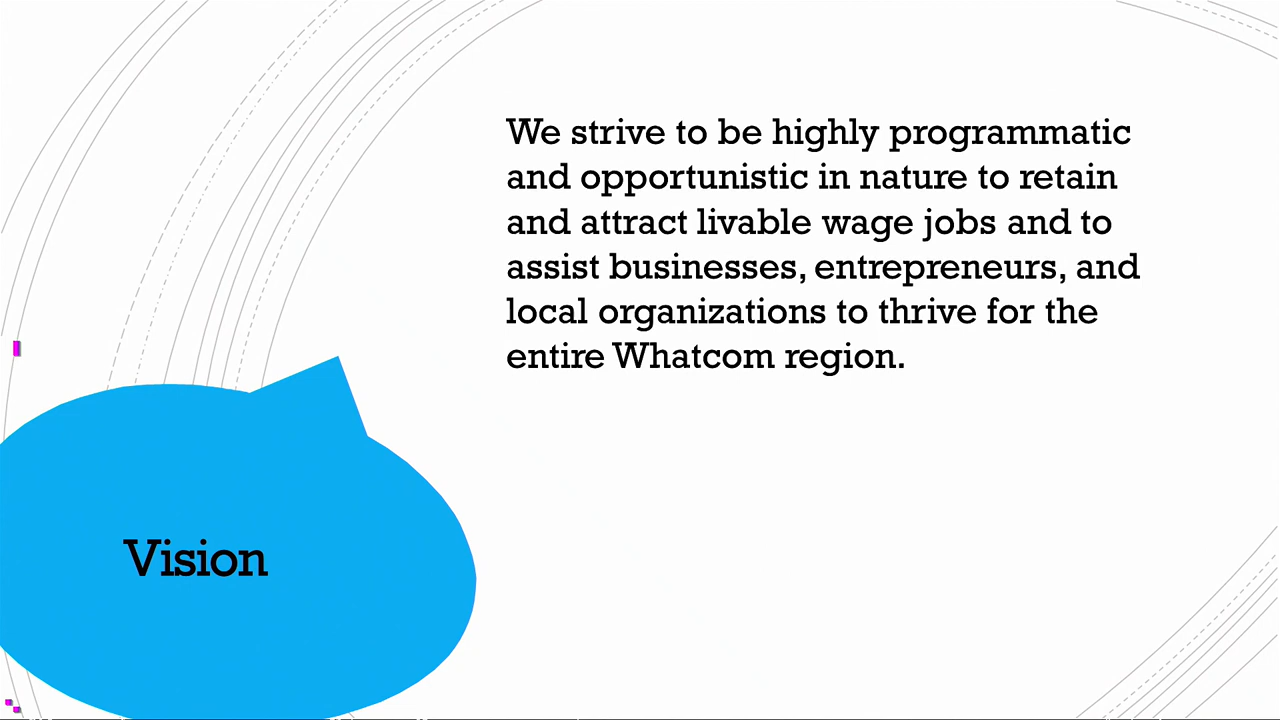 We strive to be highly programmatic
and opportunistic in nature to retain
and attract livable wage jobs and to
assist businesses, entrepreneurs, and
local organizations to thrive for the
entire Whatcom region.
Vision